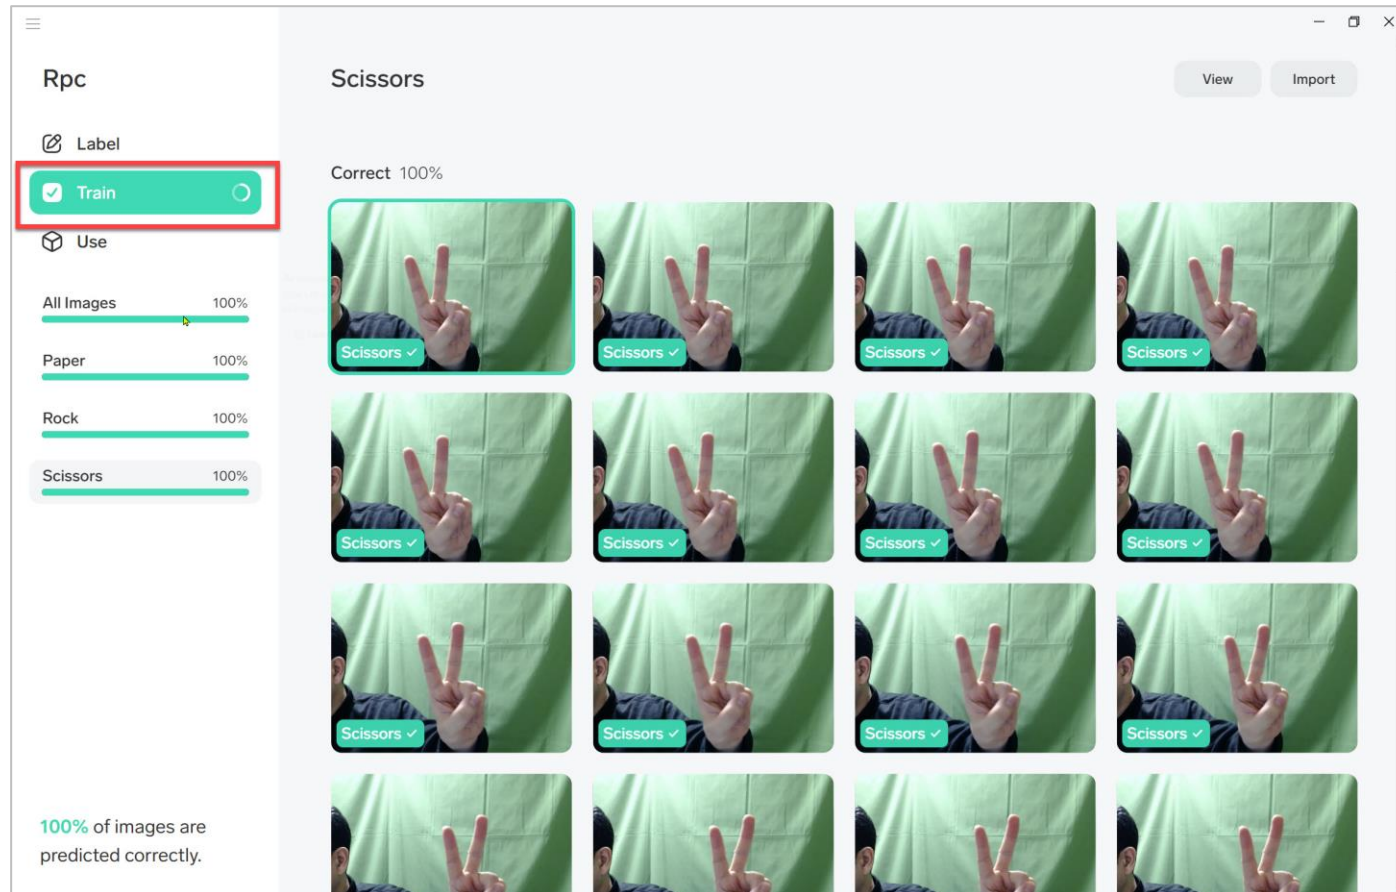 Rpc
Label
Train
Use
All Images 100%
Paper 100%
Rock 100%
Scissors 100%
100% of images are
predicted correctly.
Scissors
View Import
Correct 100%
Scissors Scissors Scissors Scissors
Scissors Scissors Scissors Scissors
Scissors Scissors Scissors Scissors